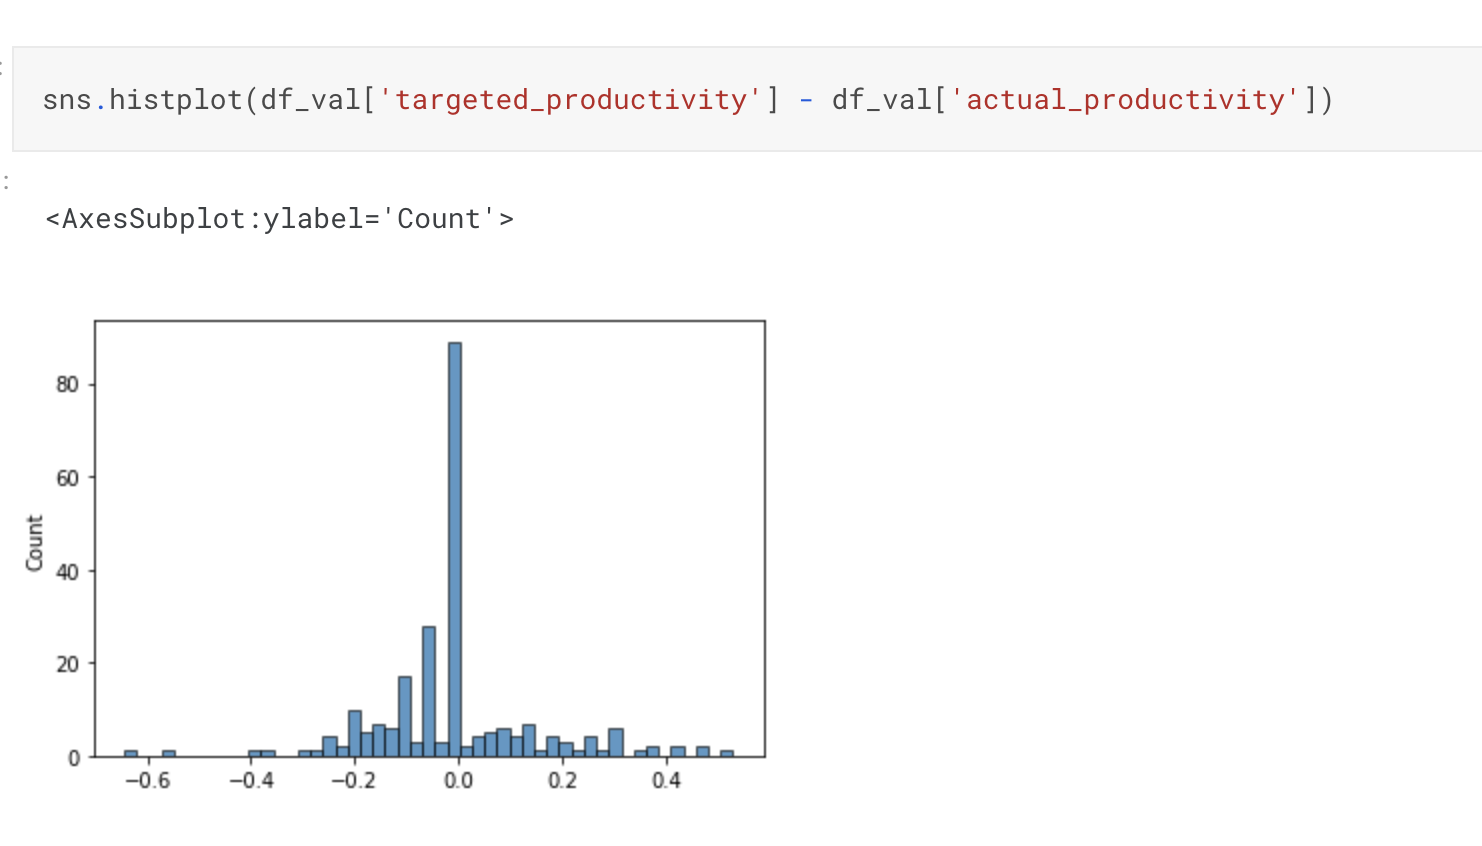 :
sns.histplot(df_val['targeted_productivity'] - df_val['actual_productivity'])
:
<AxesSubplot:ylabel='Count'>
80
60
40
20
0
Count
−0.6 −0.4 −0.2 0.0 0.2 0.4